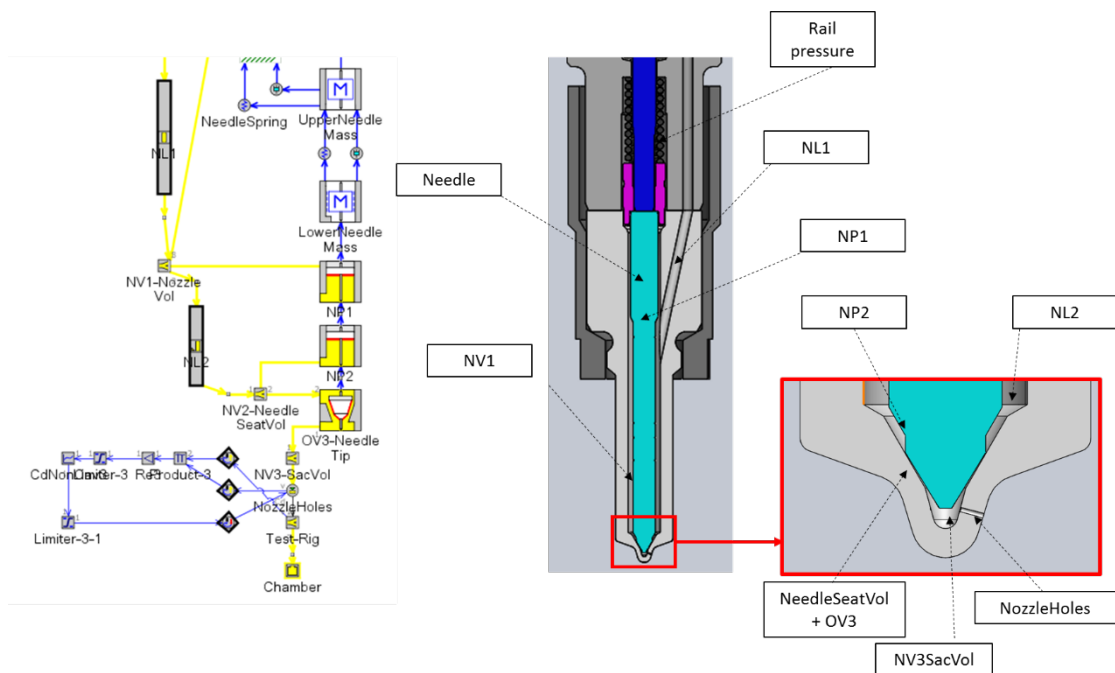 NL1
NeedleSpring
UpperNeedle
Mass
M
LowerNeedle
Mass
M
NV1-Nozzle
Vol
NP1
NL2
NP2
NV2-Needle
SeatVol
OV3-Needle
Tip
NV3-SacVol
Product-3
Limiter-3-1
NozzleHoles
Test-Rig
Chamber
Rail
pressure
NL1
Needle
NP1
NP2
NL2
NV1
NeedleSeatVol
+ OV3
NozzleHoles
NV3SacVol